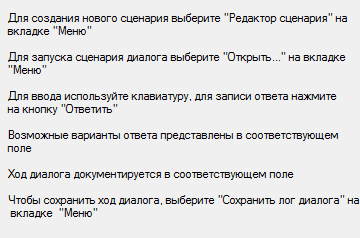 Для создания нового сценария выберите "Редактор сценария" на
вкладке "Меню"
Для запуска сценария диалога выберите "Открыть..." на вкладке
"Меню"
Для ввода используйте клавиатуру, для записи ответа нажмите
на кнопку "Ответить"
Возможные варианты ответа представлены в соответствующем
поле
Ход диалога документируется в соответствующем поле
Чтобы сохранить ход диалога, выберите "Сохранить лог диалога" на
вкладке "Меню"